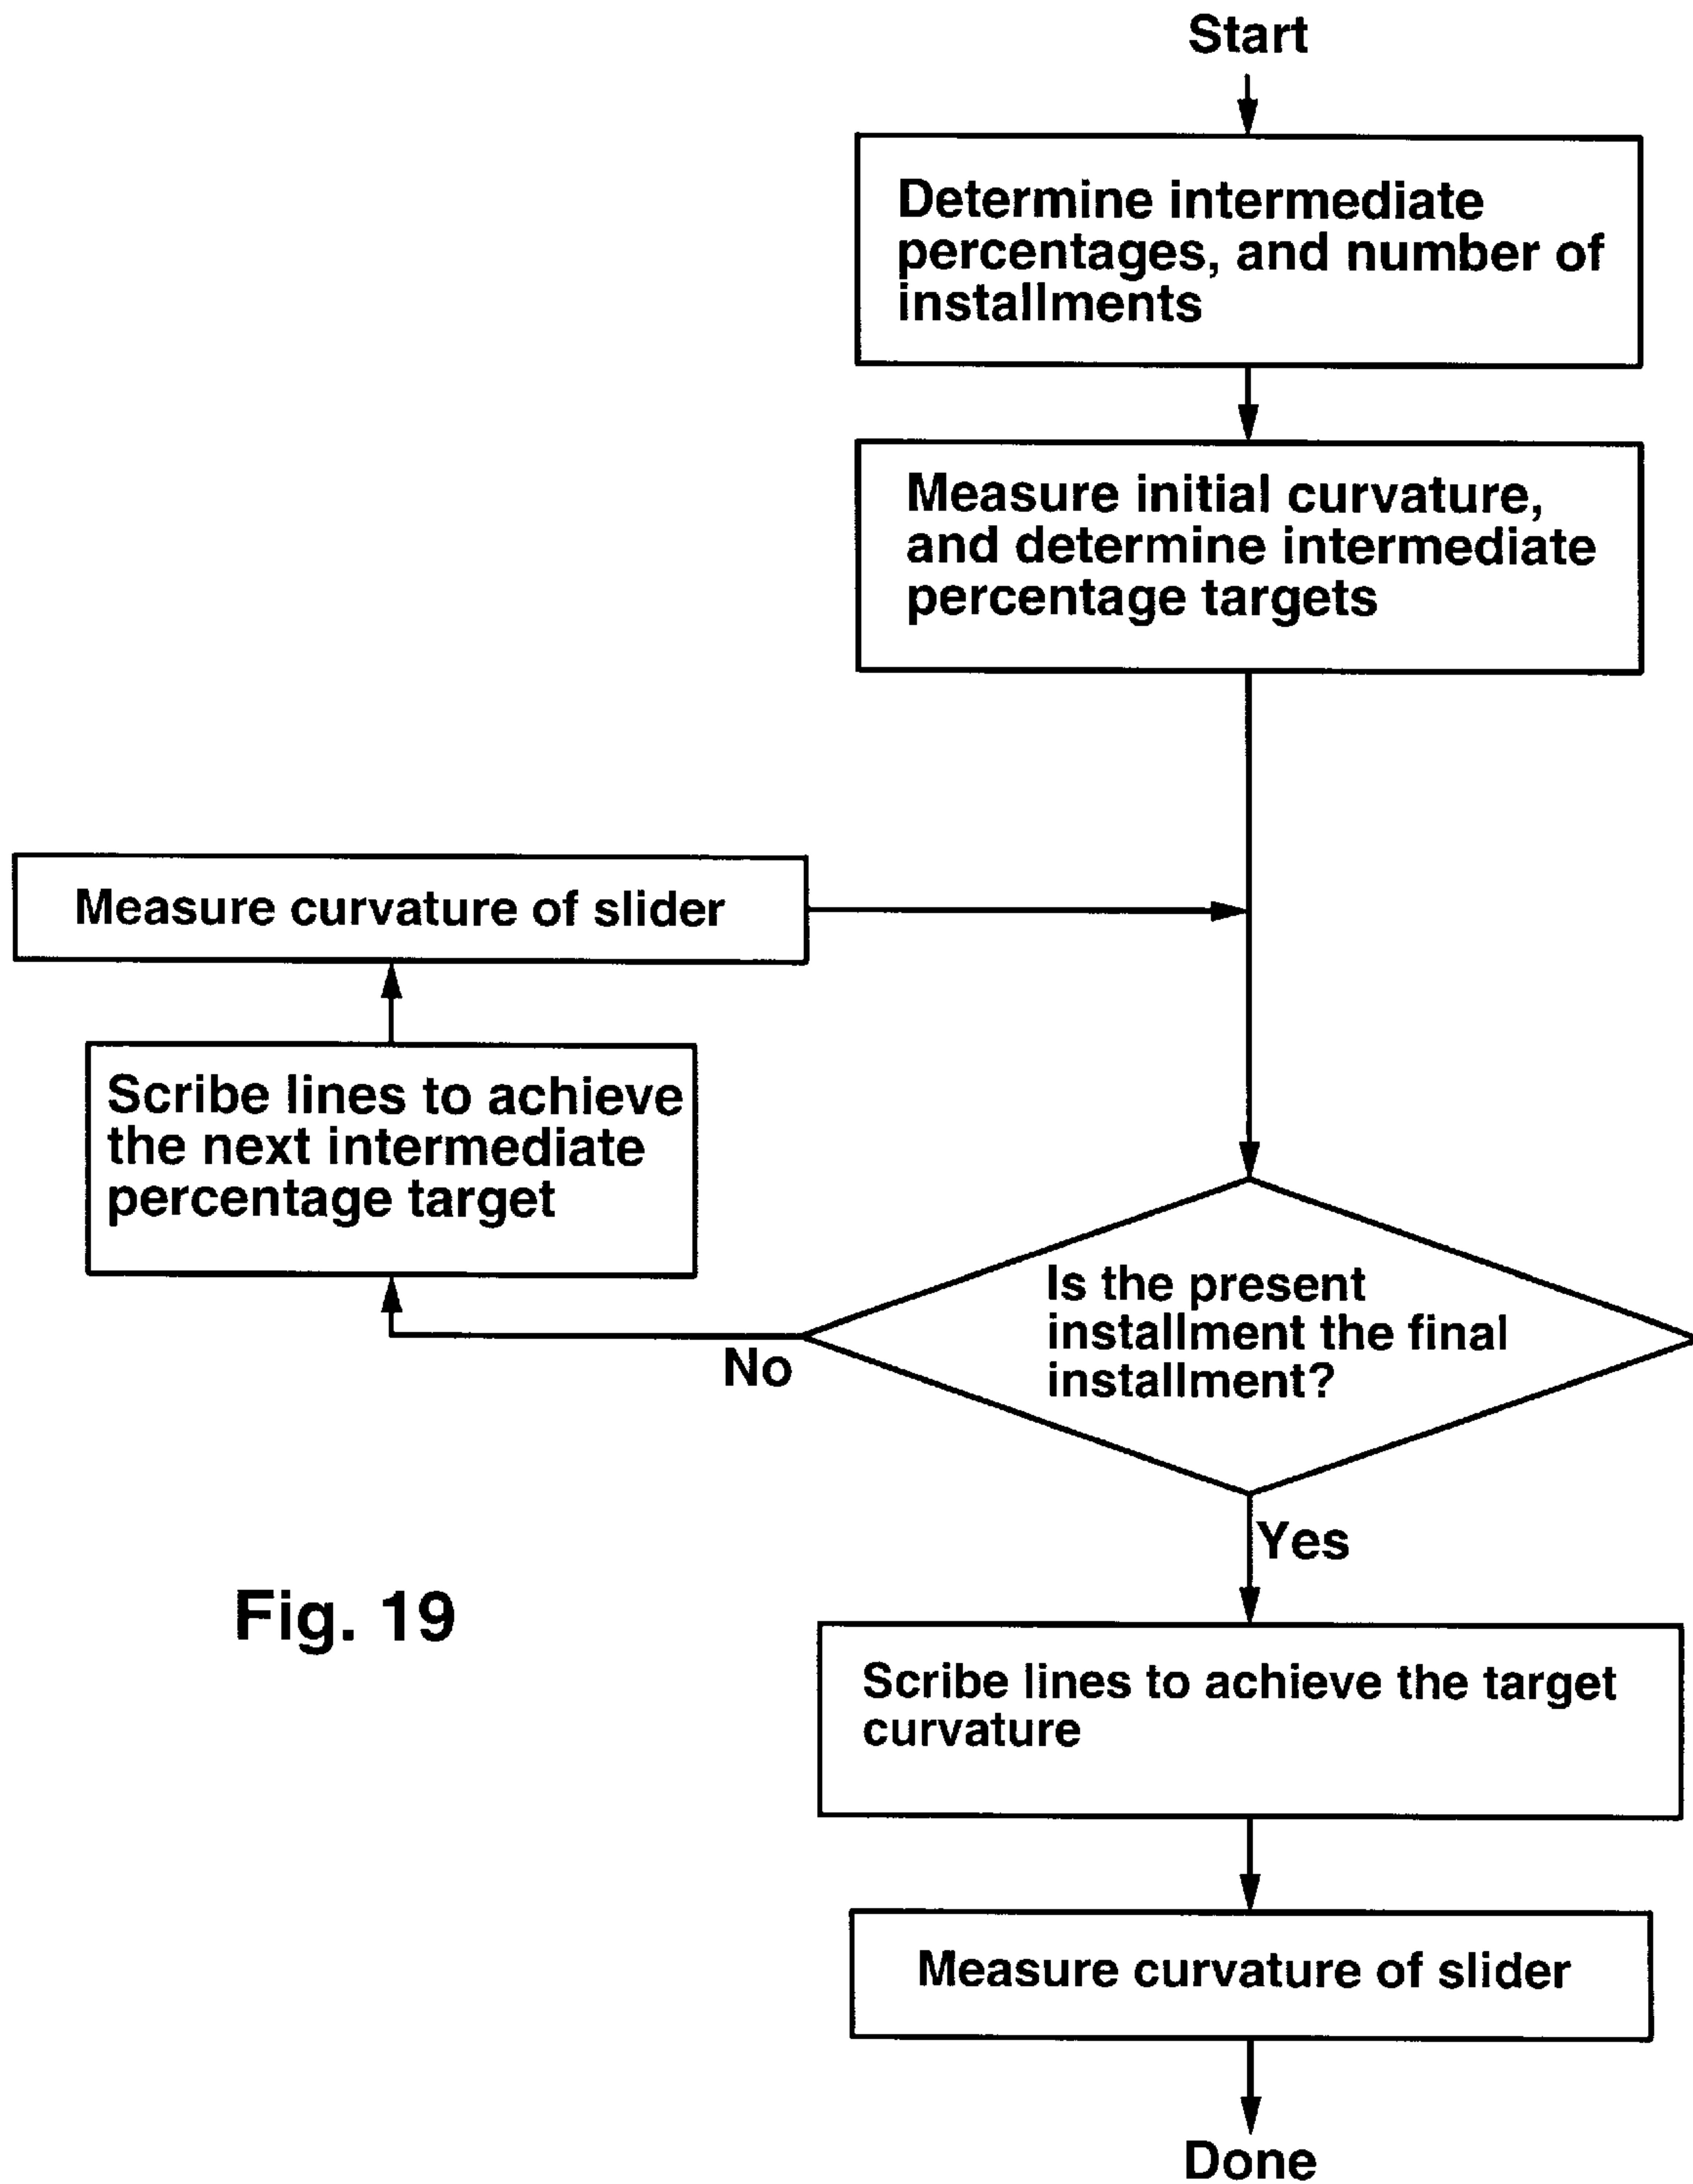 Start
Determine intermediate
percentages, and number of
installments
Measure initial curvature,
and determine intermediate
percentage targets
Measure curvature of slider
Scribe lines to achieve
the next intermediate
percentage target
Is the present
installment the final
installment?
No
Yes
Fig. 19
Scribe lines to achieve the target
curvature
Measure curvature of slider
Done